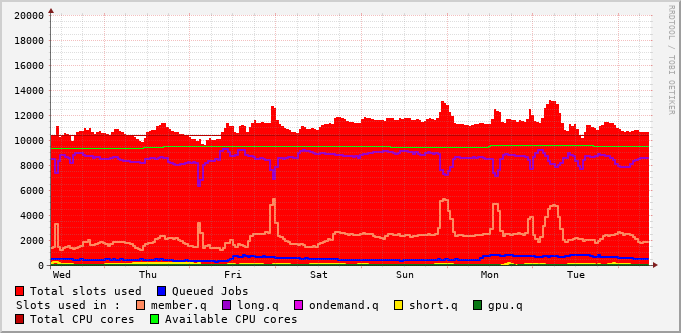 20000
18000
16000
14000
12000
10000
8000
6000
4000
2000
0
Wed Thu Fri Sat Sun Mon Tue
Total slots used Queued Jobs
Slots used in : member.q long.q ondemand.q short.q gpu.q
Total CPU cores Available CPU cores
RRDTOOL / TOBI OETIKER